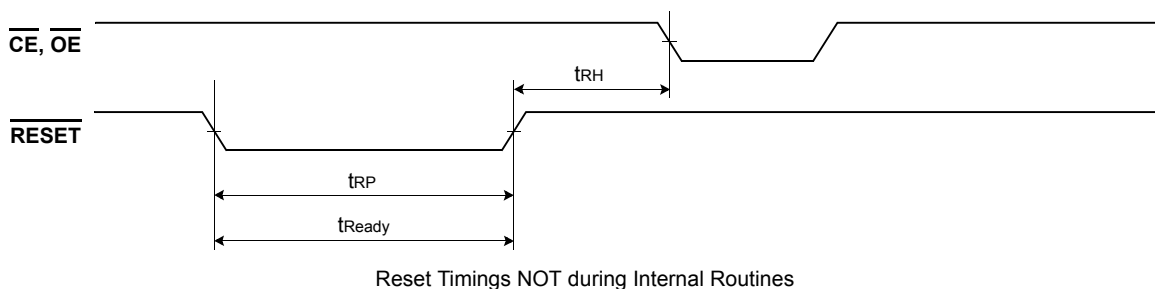 CE, OE
tRH
RESET
tRP
tReady
Reset Timings NOT during Internal Routines